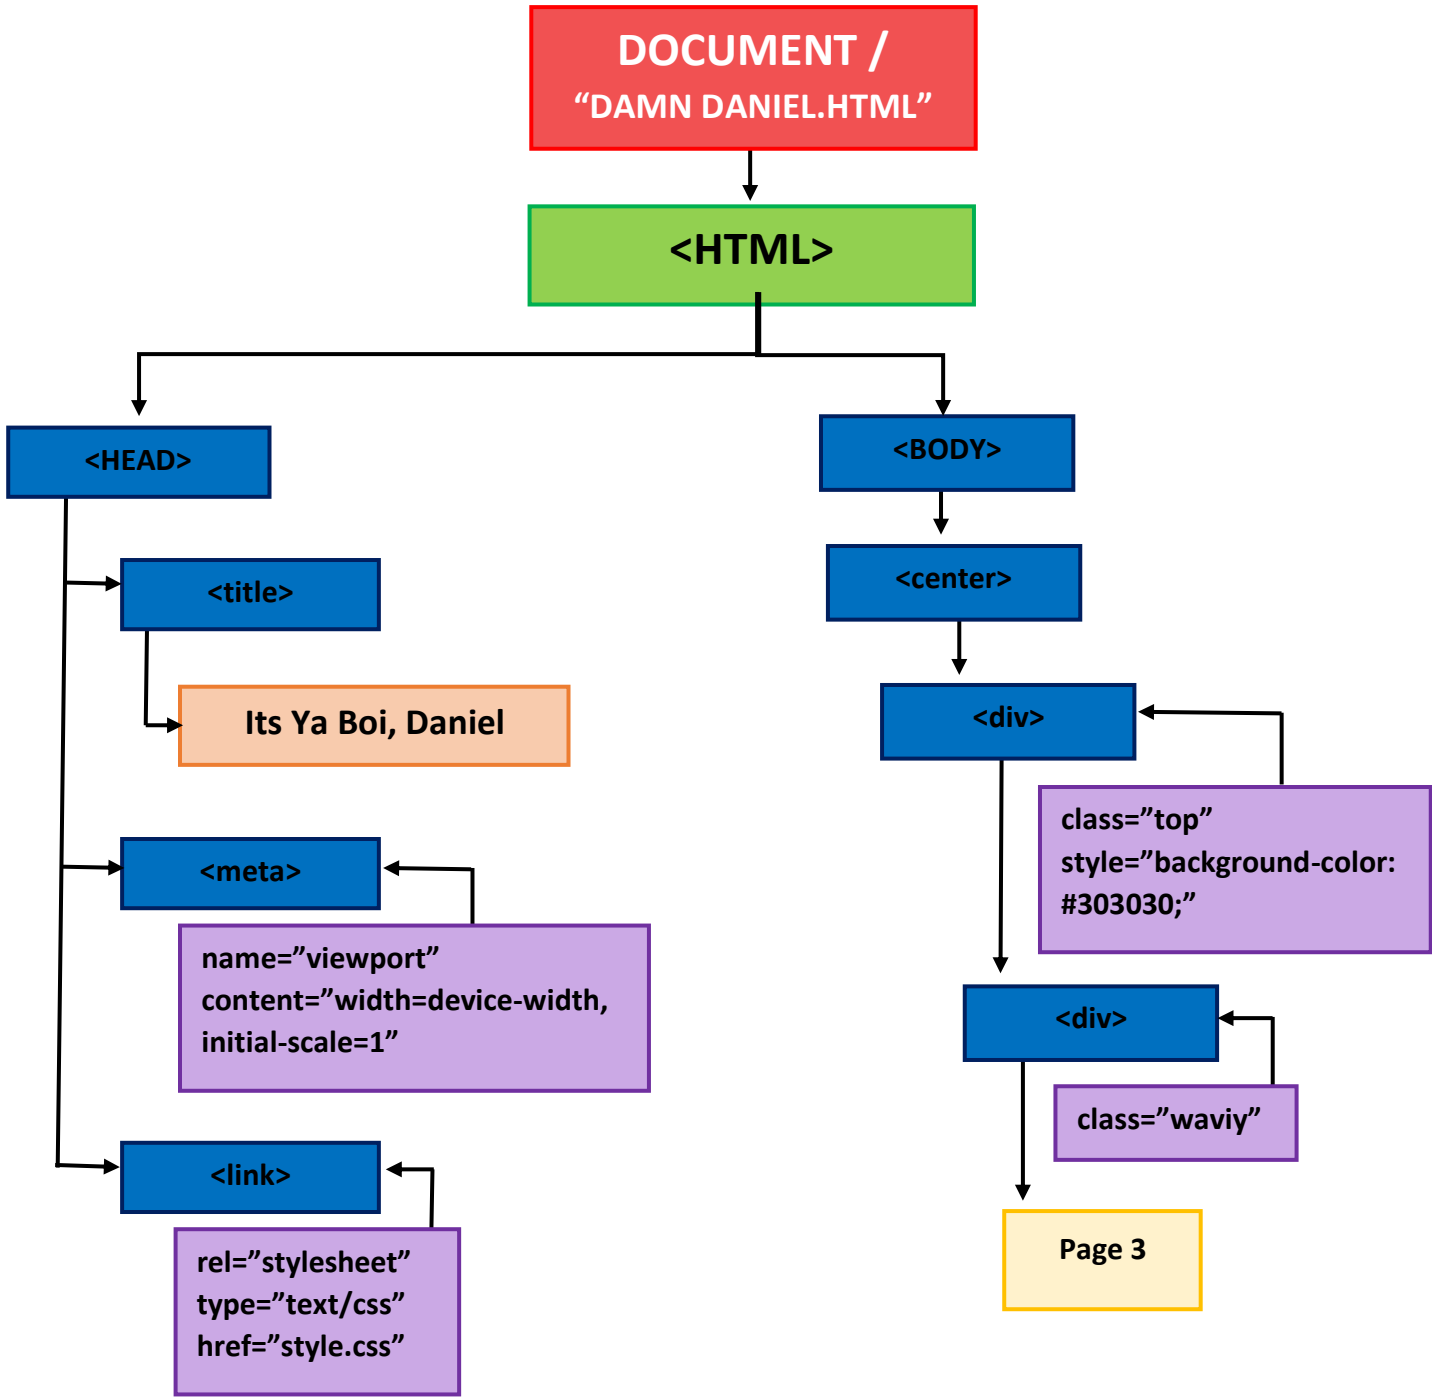 DOCUMENT /
“DAMN DANIEL.HTML”
<HTML>
<HEAD>
<title>
Its Ya Boi, Daniel
<meta>
name=”viewport”
content=”width=device-width,
initial-scale=1”
<link>
rel=”stylesheet”
type=”text/css”
href=”style.css”
<BODY>
<center>
<div>
class=”top”
style=”background-color:
#303030;”
<div>
class=”waviy”
Page 3